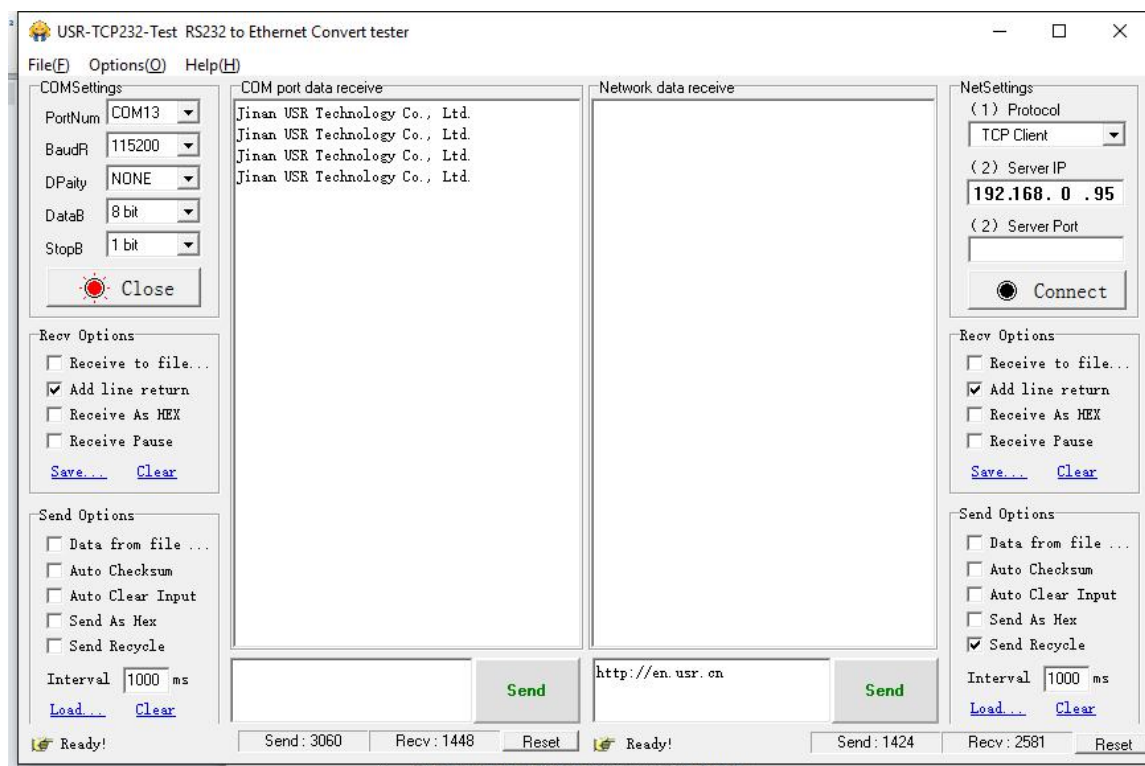 USR-TCP232-Test RS232 to Ethernet Convert tester
File(F) Options(O) Help(H)
COMSettings
PortNum COM13
BaudR 115200
DPaity NONE
DataB 8 bit
StopB 1 bit
Close
Recv Options
Receive to file...
Add line return
Receive As HEX
Receive Pause
Save... Clear
Send Options
Data from file ...
Auto Checksum
Auto Clear Input
Send As Hex
Send Recycle
Interval 1000 ms
Load... Clear
COM port data receive
Jinan USR Technology Co., Ltd.
Jinan USR Technology Co., Ltd.
Jinan USR Technology Co., Ltd.
Jinan USR Technology Co., Ltd.
Send
Network data receive
http://en.usr.cn
Send
NetSettings
(1) Protocol
TCP Client
(2) Server IP
192.168. 0 .95
(2) Server Port
Connect
Recv Options
Receive to file...
Add line return
Receive As HEX
Receive Pause
Save... Clear
Send Options
Data from file ...
Auto Checksum
Auto Clear Input
Send As Hex
Send Recycle
Interval 1000 ms
Load... Clear
Ready! Send : 3060 Recv : 1448 Reset
Ready! Send : 1424 Recv : 2581 Reset